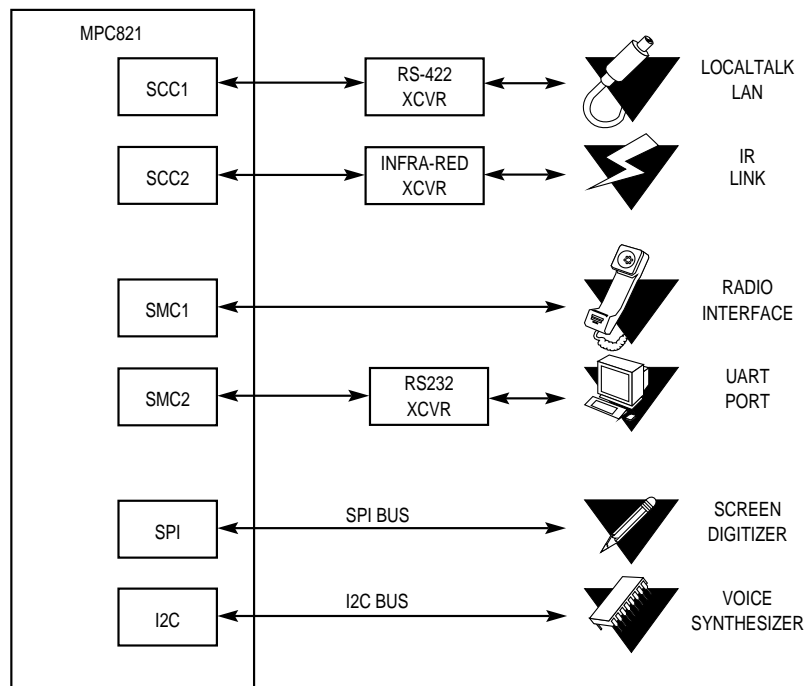 MPC821
SCC1
RS-422
XCVR
LOCALTALK
LAN
SCC2
INFRA-RED
XCVR
IR
LINK
SMC1
RADIO
INTERFACE
SMC2
RS232
XCVR
UART
PORT
SPI
SPI BUS
SCREEN
DIGITIZER
I2C
I2C BUS
VOICE
SYNTHESIZER